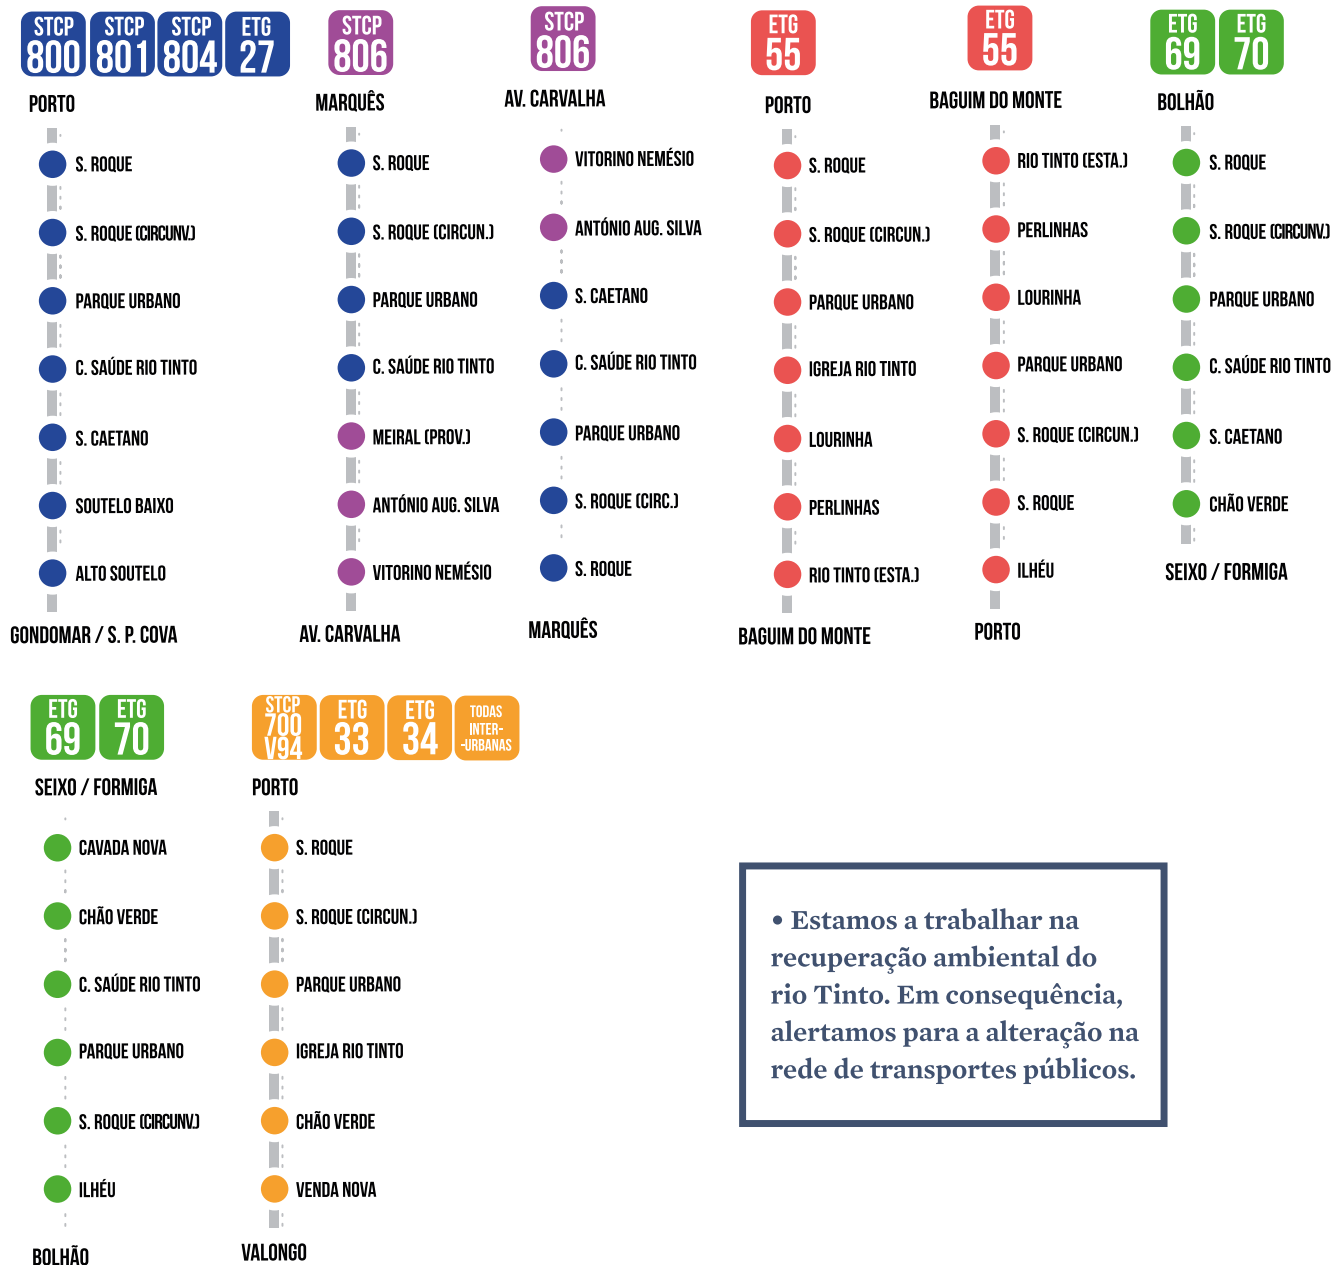 STCP
800
STCP
801
STCP
804
ETG
27
PORTO
S. ROQUE
S. ROQUE (CIRCUNV.)
PARQUE URBANO
C. SAÚDE RIO TINTO
S. CAETANO
SOUTELO BAIXO
ALTO SOUTELO
GONDOMAR / S. P. COVA
STCP
806
MARQUÊS
S. ROQUE
S. ROQUE (CIRCUN.)
PARQUE URBANO
C. SAÚDE RIO TINTO
MEIRAL (PROV.)
ANTÓNIO AUG. SILVA
VITORINO NEMÉSIO
AV. CARVALHA
STCP
806
AV. CARVALHA
VITORINO NEMÉSIO
ANTÓNIO AUG. SILVA
S. CAETANO
C. SAÚDE RIO TINTO
PARQUE URBANO
S. ROQUE (CIRC.)
S. ROQUE
MARQUÊS
ETG
55
PORTO
S. ROQUE
S. ROQUE (CIRCUN.)
PARQUE URBANO
IGREJA RIO TINTO
LOURINHA
PERLINHAS
RIO TINTO (ESTA.)
BAGUIM DO MONTE
ETG
55
BAGUIM DO MONTE
RIO TINTO (ESTA.)
PERLINHAS
LOURINHA
PARQUE URBANO
S. ROQUE (CIRCUN.)
S. ROQUE
ILHÉU
PORTO
ETG
69
ETG
70
BOLHÃO
S. ROQUE
S. ROQUE (CIRCUNV.)
PARQUE URBANO
C. SAÚDE RIO TINTO
S. CAETANO
CHÃO VERDE
SEIXO / FORMIGA
ETG
69
ETG
70
SEIXO / FORMIGA
CAVADA NOVA
CHÃO VERDE
C. SAÚDE RIO TINTO
PARQUE URBANO
S. ROQUE (CIRCUNV.)
ILHÉU
BOLHÃO
STCP
700
V94
ETG
33
ETG
34
TODAS
INTER-
-URBANAS
PORTO
S. ROQUE
S. ROQUE (CIRCUN.)
PARQUE URBANO
IGREJA RIO TINTO
CHÃO VERDE
VENDA NOVA
VALONGO
• Estamos a trabalhar na
recuperação ambiental do
rio Tinto. Em consequência,
alertamos para a alteração na
rede de transportes públicos.